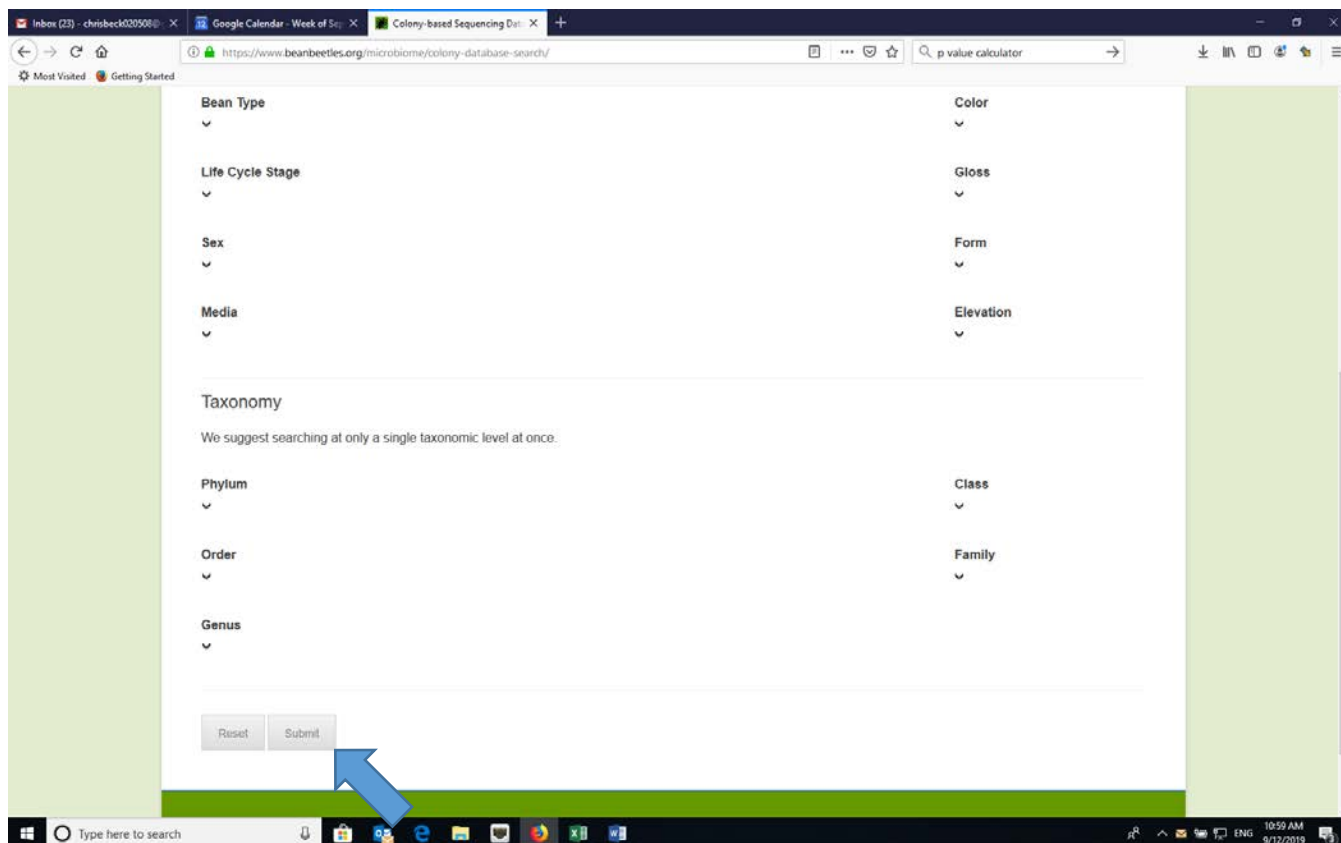 Inbox (23) - chrisbeck020508@
Google Calendar - Week of Se
Colony-based Sequencing Dat
https://www.beanbeetles.org/microbiome/colony-database-search/
p value calculator
Most Visited Getting Started
Bean Type Color
Life Cycle Stage Gloss
Sex Form
Media Elevation
Taxonomy
We suggest searching at only a single taxonomic level at once.
Phylum Class
Order Family
Genus
Reset Submit
Type here to search
ENG
10:59 AM
9/12/2019